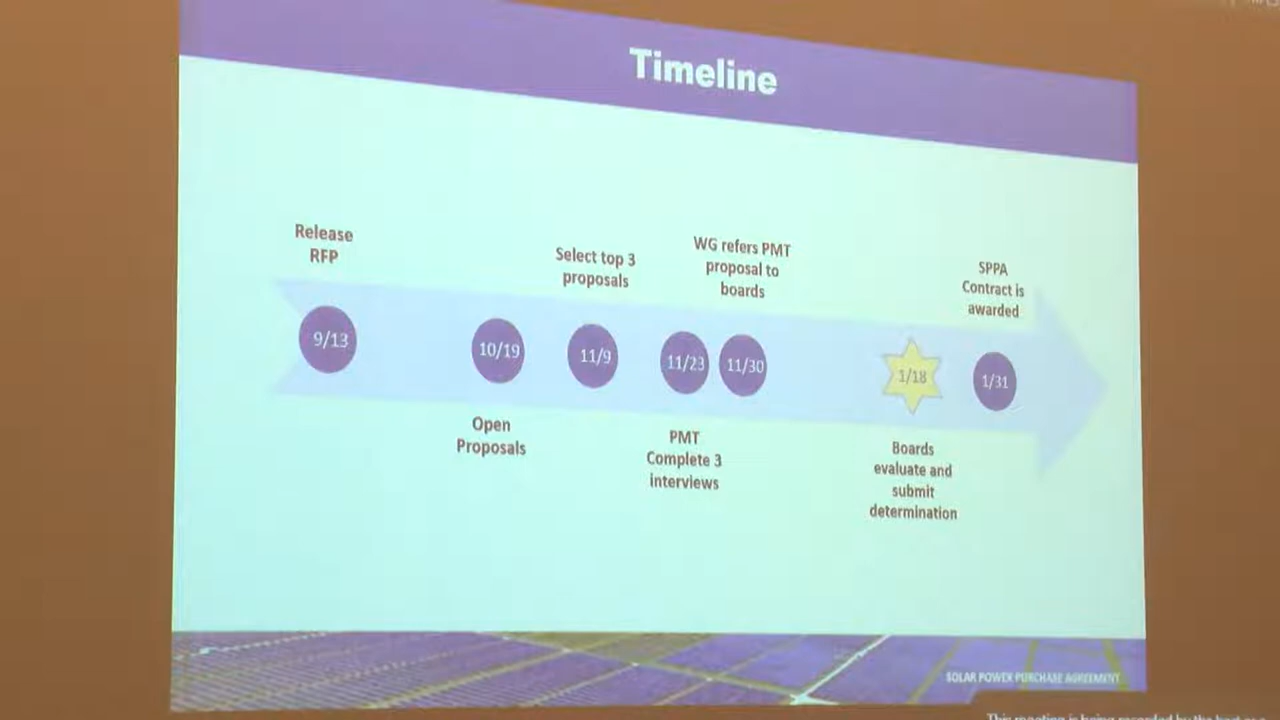 Timeline
Release
RFP
Select top 3
proposals
WG refers PMT
proposal to
boards
SPPA
Contract is
awarded
9/13
10/19
11/9
11/23
11/30
1/18
1/31
Open
Proposals
PMT
Complete 3
interviews
Boards
evaluate and
submit
determination
SOLAR POWER PURCHASE AGREEMENT
This meeting is being recorded by the host or